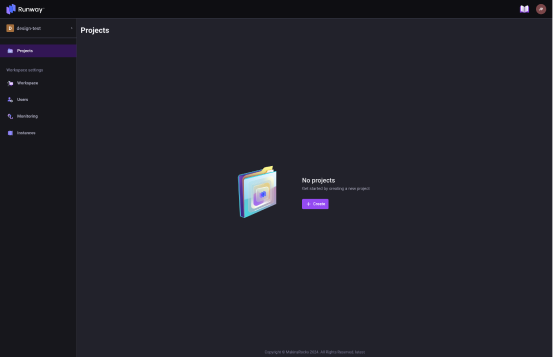 Runway
JP
D design-test
Projects
Projects
Workspace settings
Workspace
Users
Monitoring
Instances
No projects
Get started by creating a new project
+ Create
Copyright © MakinaRocks 2024. All Rights Reserved.